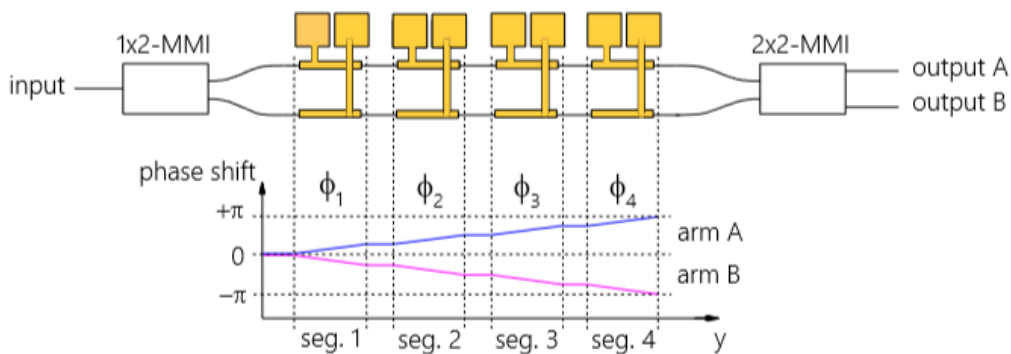 1x2-MMI
2x2-MMI
input
output A
output B
phase shift
ϕ1 ϕ2 ϕ3 ϕ4
+π
arm A
0
arm B
−π
seg. 1 seg. 2 seg. 3 seg. 4 y